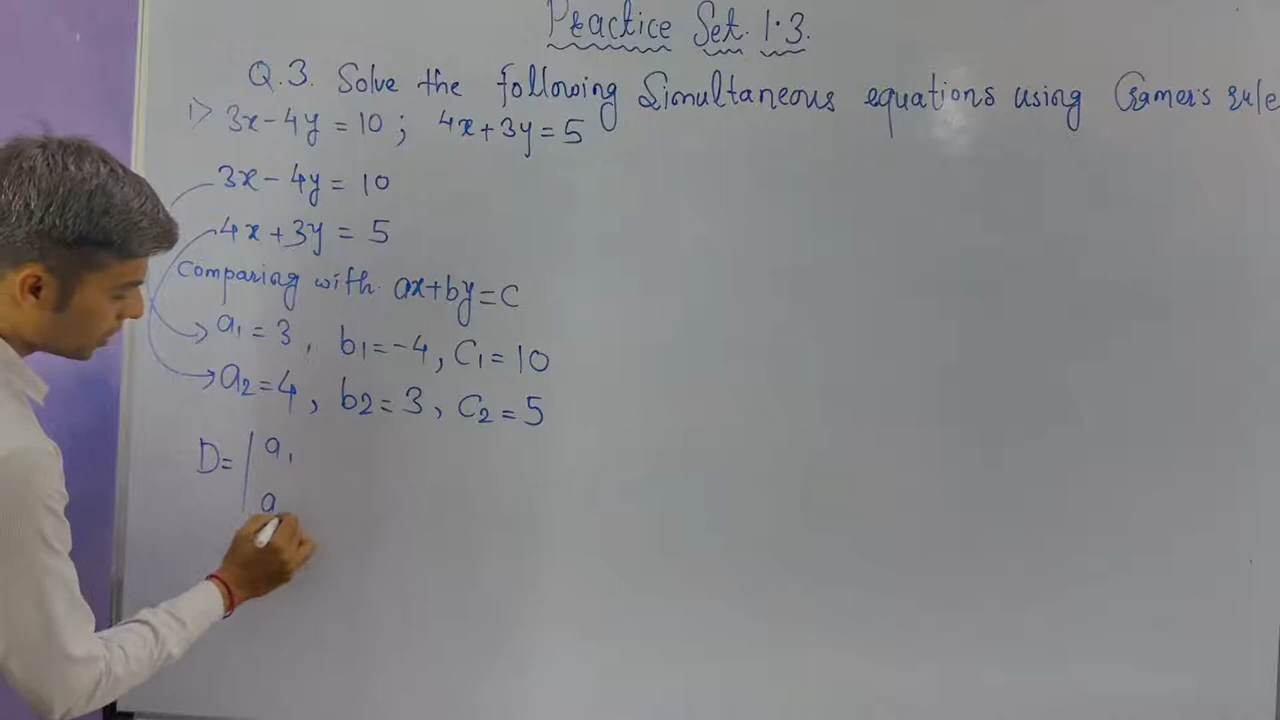 Practice Set. 1.3.
Q.3. Solve the following Simultaneous equations using Cramer's rule
1> 3x-4y = 10 ; 4x+3y = 5
3x - 4y = 10
4x + 3y = 5
Comparing with. ax+by=c
a₁ = 3, b₁ = -4, C₁ = 10
a₂ = 4, b₂ = 3, C₂ = 5
D = | a₁
a